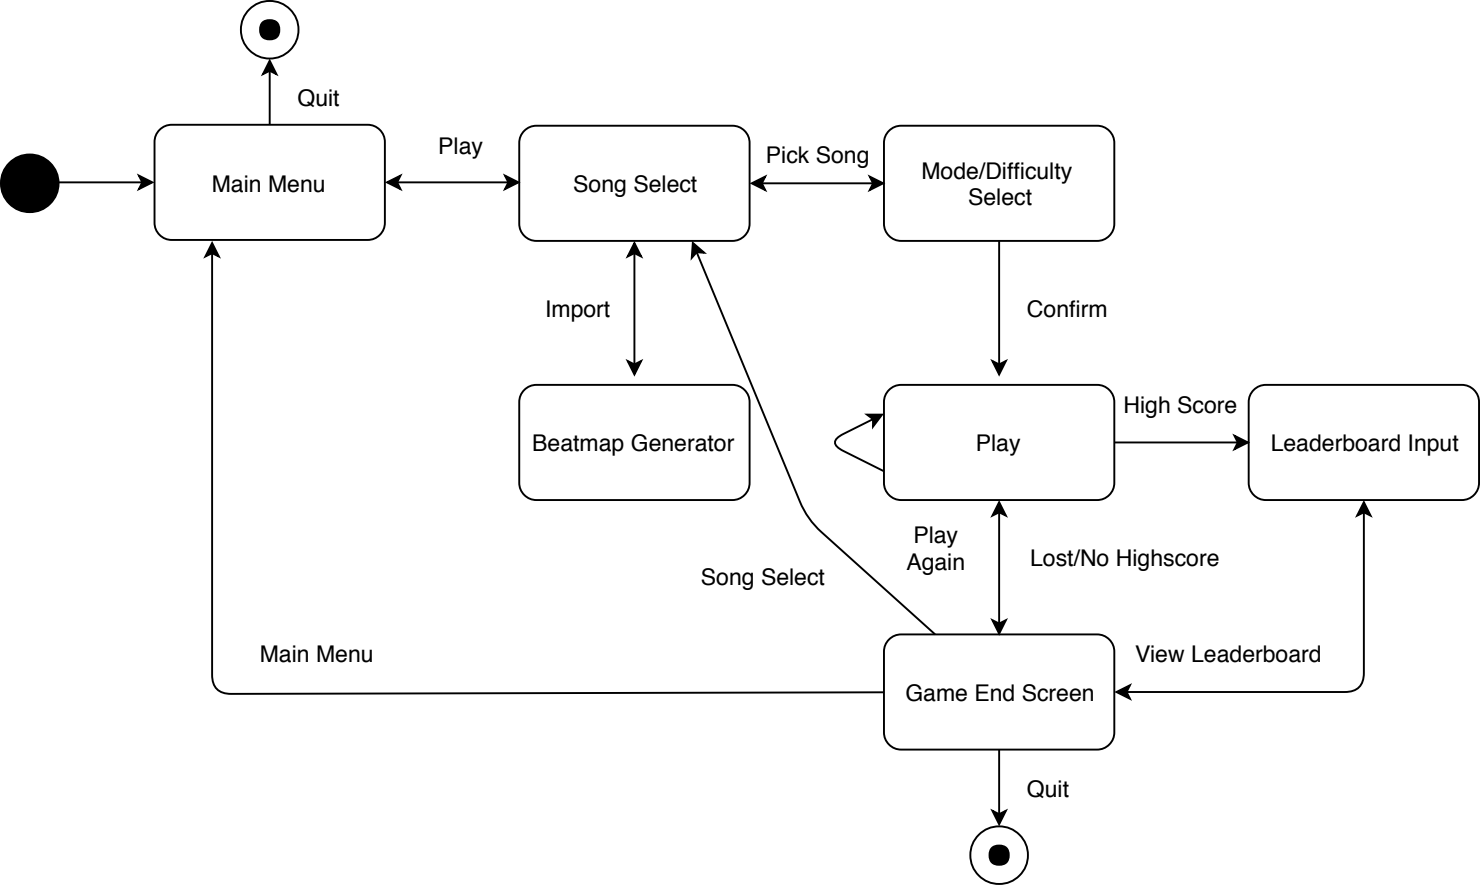 Quit
Play
Pick Song
Main Menu
Song Select
Mode/Difficulty
Select
Import
Confirm
High Score
Beatmap Generator
Play
Leaderboard Input
Play
Again
Lost/No Highscore
Song Select
Main Menu
View Leaderboard
Game End Screen
Quit